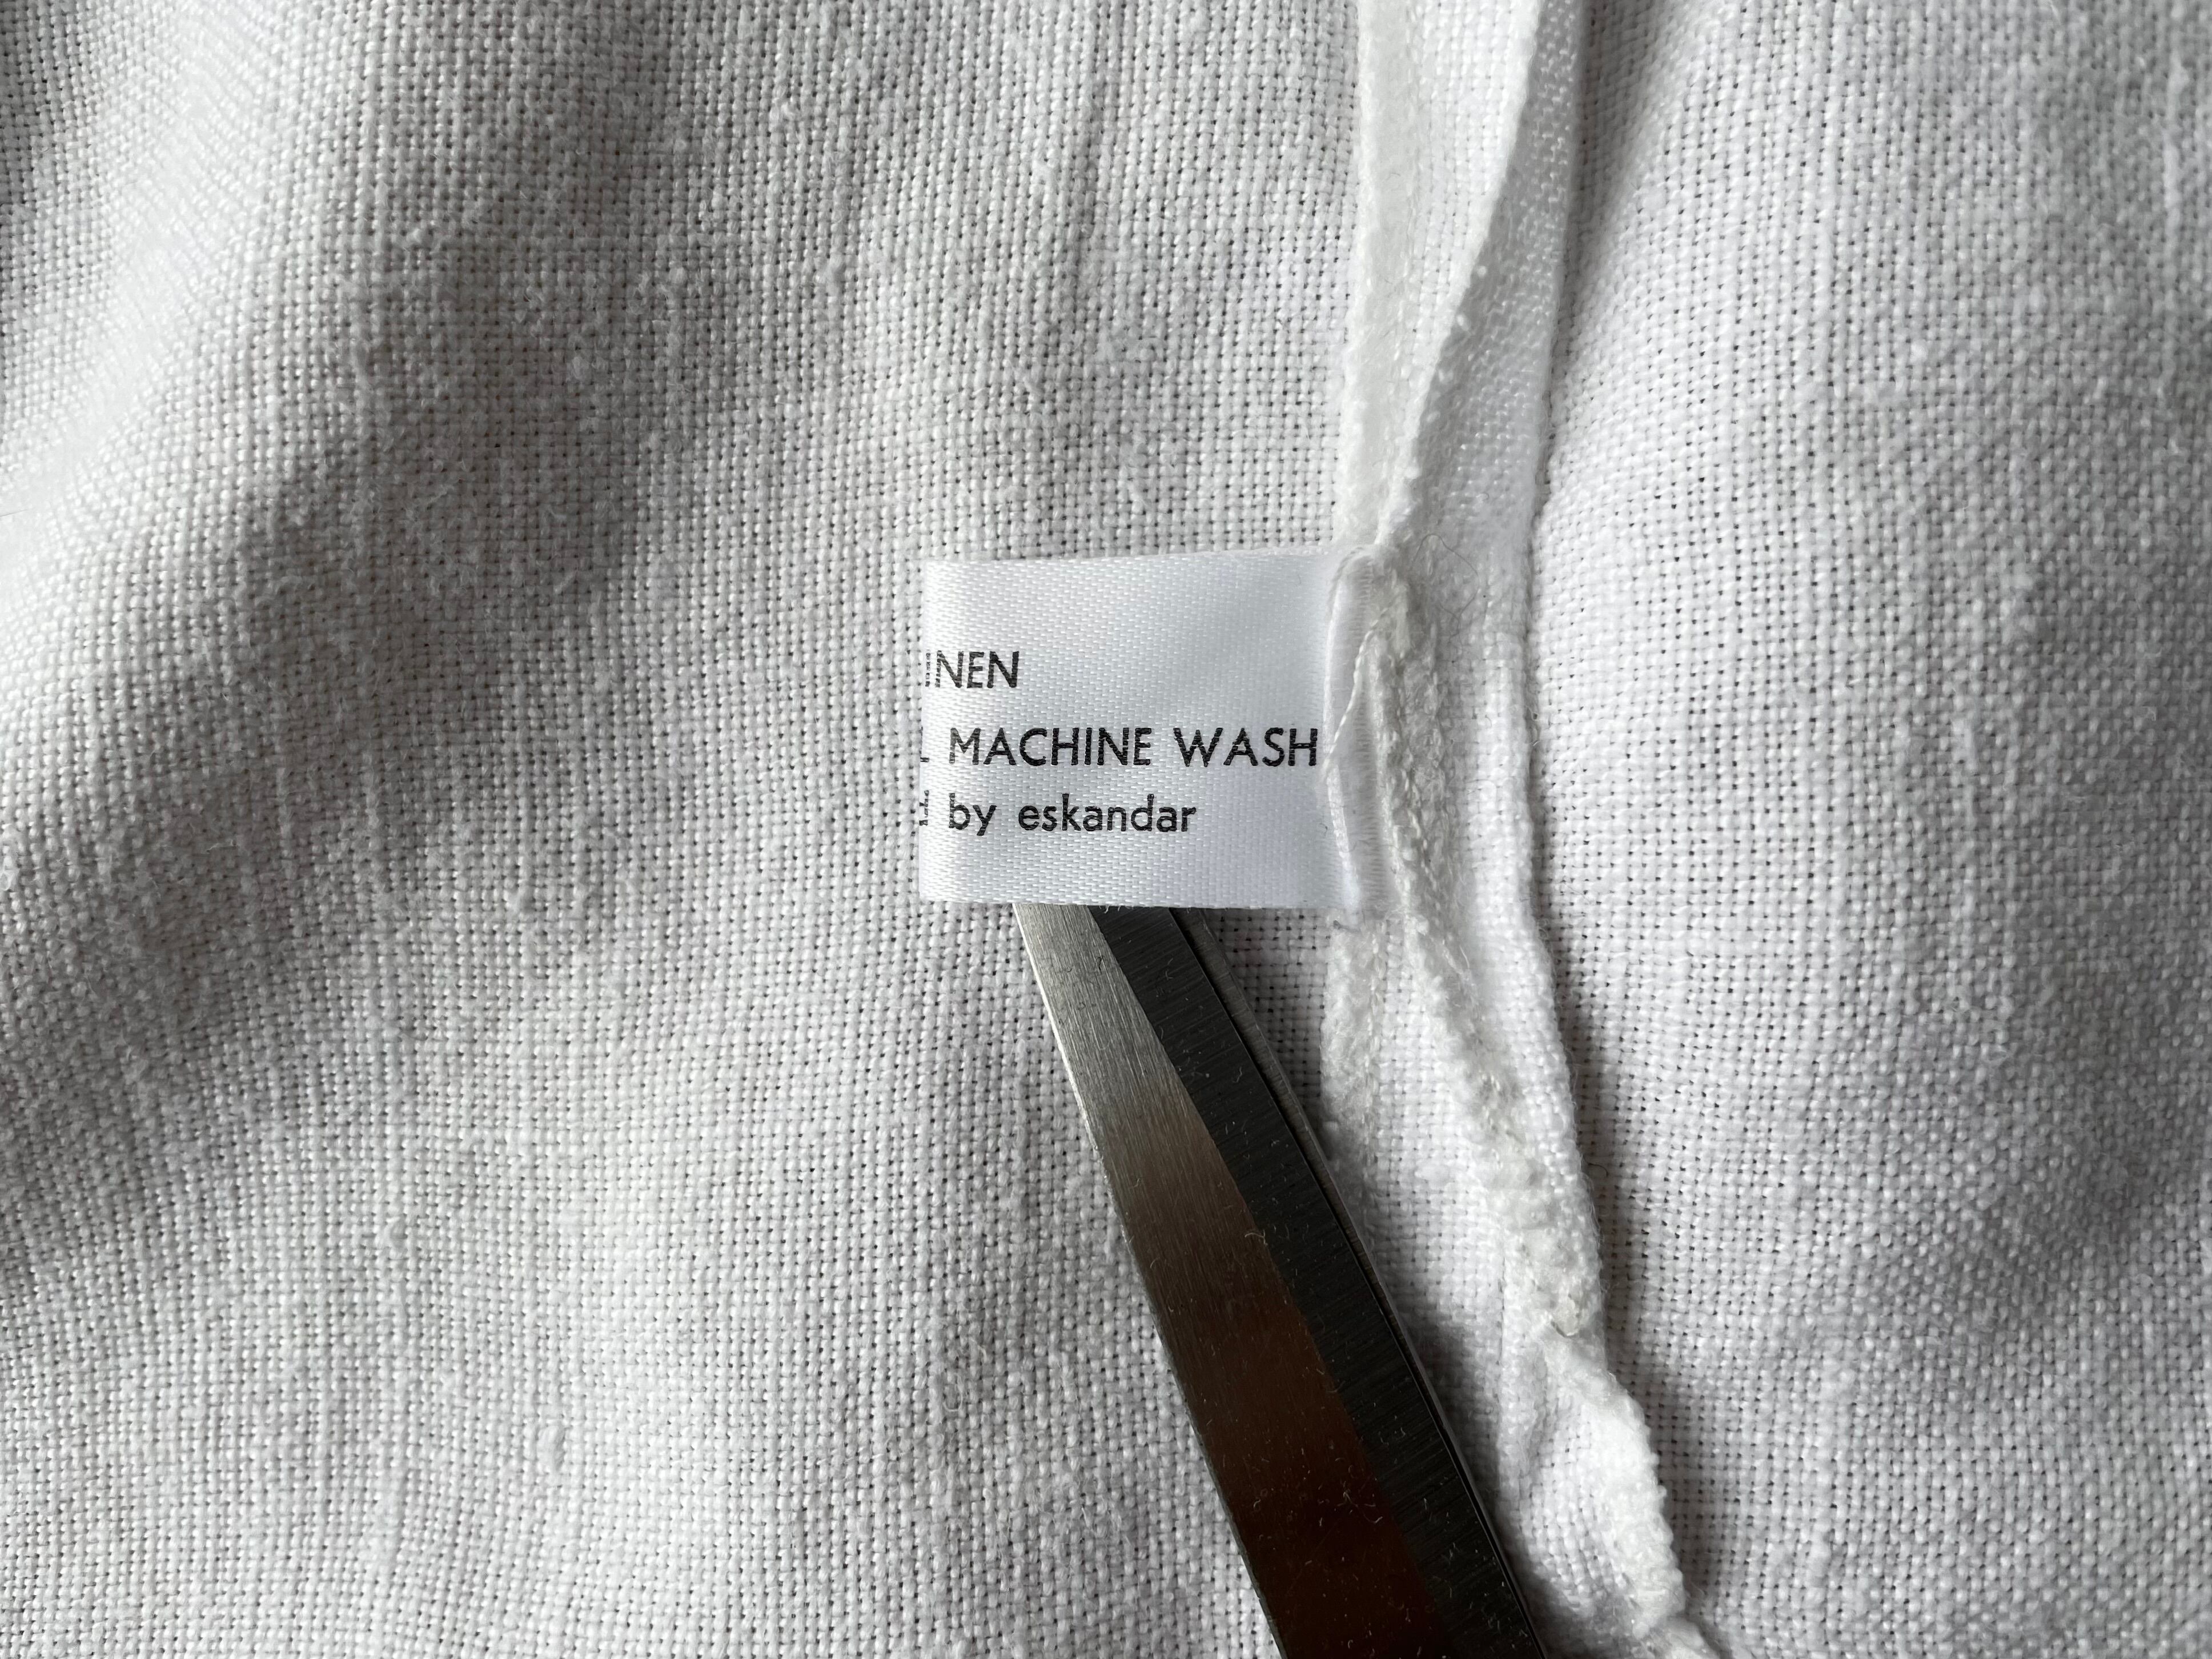 INEN
MACHINE WASH
by eskandar